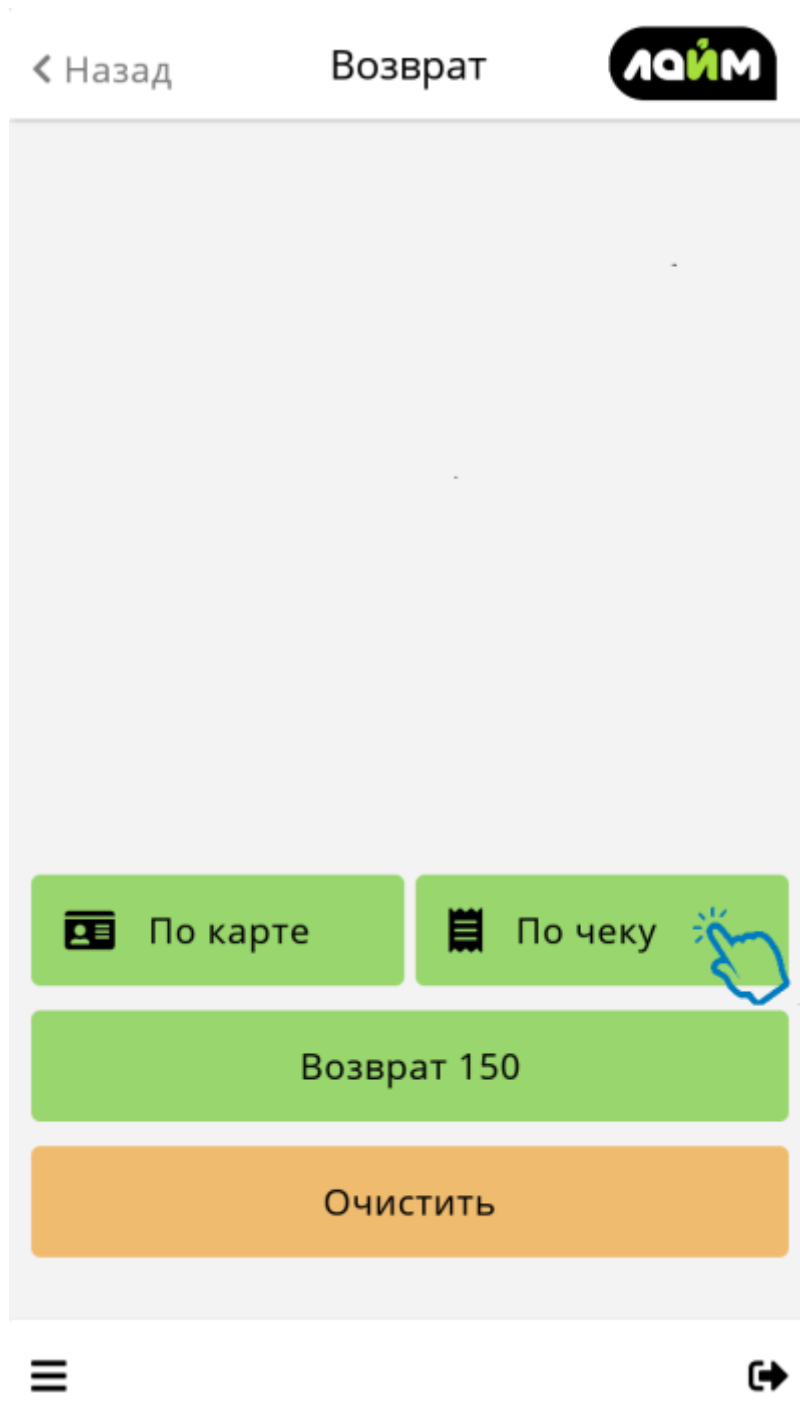 Назад
Возврат
лайм
По карте
По чеку
Возврат 150
Очистить